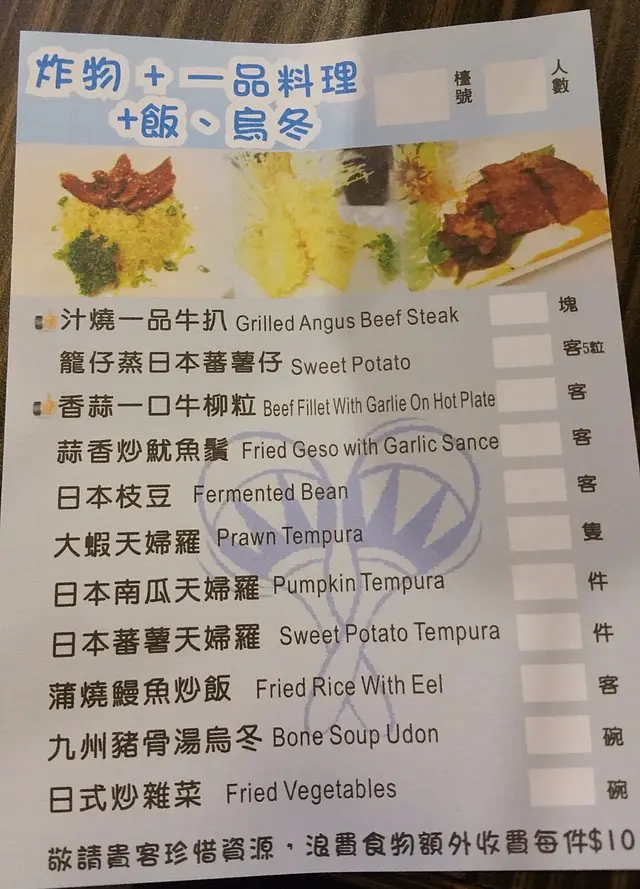 炸物+一品料理
+飯、烏冬
檯號
人數
汁燒一品牛扒 Grilled Angus Beef Steak 塊
籠仔蒸日本蕃薯仔 Sweet Potato 客5粒
香蒜一口牛柳粒 Beef Fillet With Garlie On Hot Plate 客
蒜香炒魷魚鬚 Fried Geso with Garlic Sance 客
日本枝豆 Fermented Bean 客
大蝦天婦羅 Prawn Tempura 隻
日本南瓜天婦羅 Pumpkin Tempura 件
日本蕃薯天婦羅 Sweet Potato Tempura 件
蒲燒鰻魚炒飯 Fried Rice With Eel 客
九州豬骨湯烏冬 Bone Soup Udon 碗
日式炒雜菜 Fried Vegetables 碗
敬請貴客珍惜資源，浪費食物額外收費每件$10